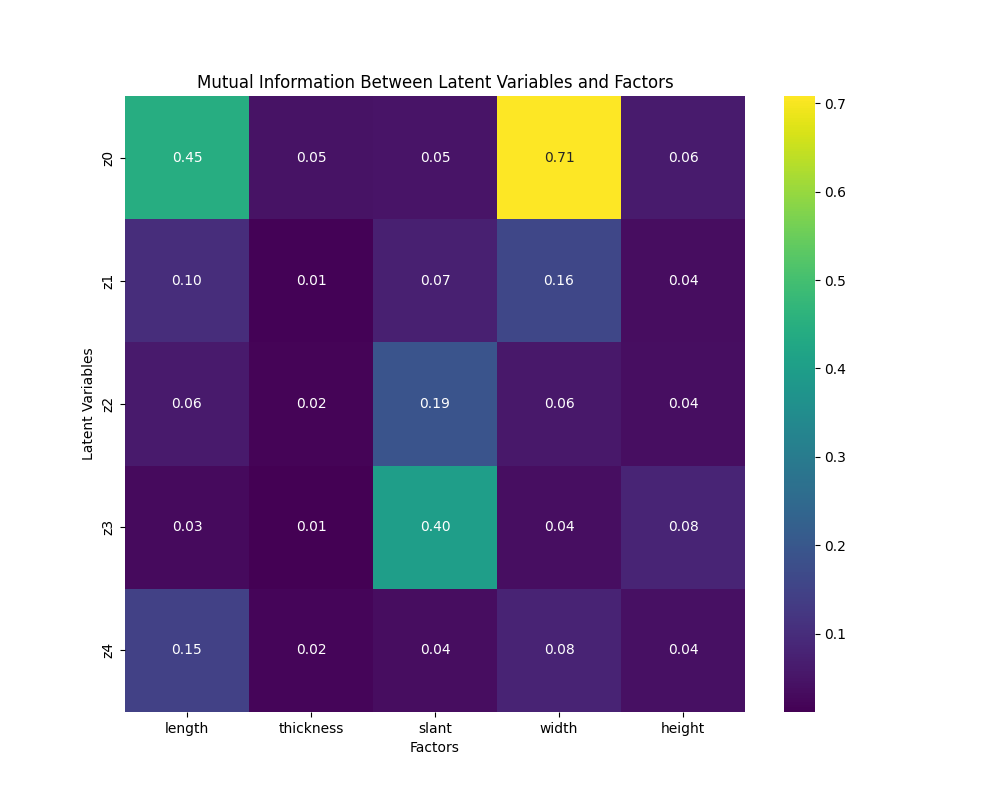 Mutual Information Between Latent Variables and Factors
z0 0.45 0.05 0.05 0.71 0.06
z1 0.10 0.01 0.07 0.16 0.04
z2 0.06 0.02 0.19 0.06 0.04
z3 0.03 0.01 0.40 0.04 0.08
z4 0.15 0.02 0.04 0.08 0.04
length thickness slant width height
Factors
Latent Variables
0.7
0.6
0.5
0.4
0.3
0.2
0.1